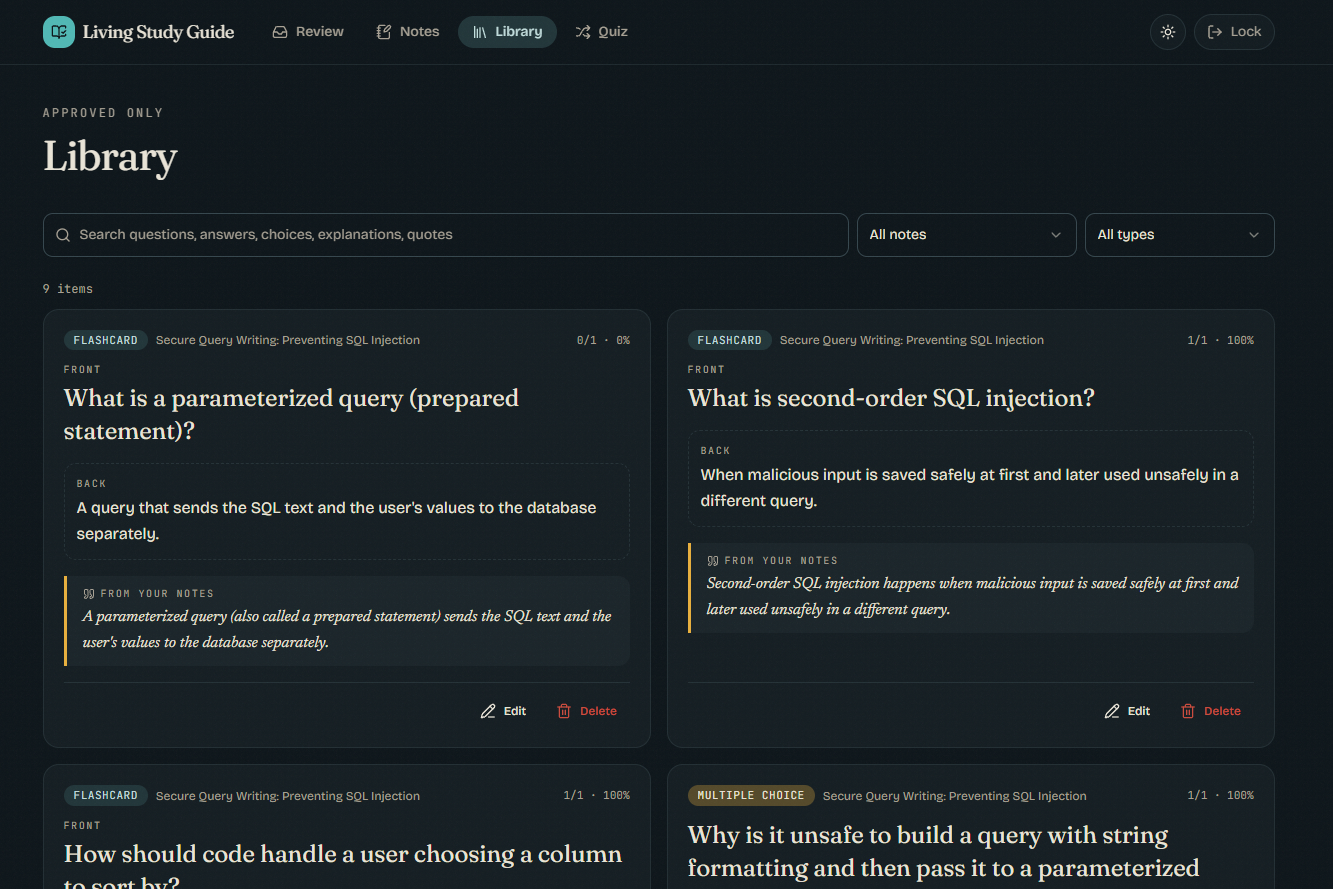 Living Study Guide
Review
Notes
Library
Quiz
Lock
APPROVED ONLY
Library
Search questions, answers, choices, explanations, quotes
All notes
All types
9 items
FLASHCARD Secure Query Writing: Preventing SQL Injection 0/1 · 0%
FRONT
What is a parameterized query (prepared
statement)?
BACK
A query that sends the SQL text and the user's values to the database
separately.
FROM YOUR NOTES
A parameterized query (also called a prepared statement) sends the SQL text and the
user's values to the database separately.
Edit
Delete
FLASHCARD Secure Query Writing: Preventing SQL Injection 1/1 · 100%
FRONT
What is second-order SQL injection?
BACK
When malicious input is saved safely at first and later used unsafely in a
different query.
FROM YOUR NOTES
Second-order SQL injection happens when malicious input is saved safely at first and
later used unsafely in a different query.
Edit
Delete
FLASHCARD Secure Query Writing: Preventing SQL Injection 1/1 · 100%
FRONT
How should code handle a user choosing a column
to sort by?
MULTIPLE CHOICE Secure Query Writing: Preventing SQL Injection 1/1 · 100%
Why is it unsafe to build a query with string
formatting and then pass it to a parameterized